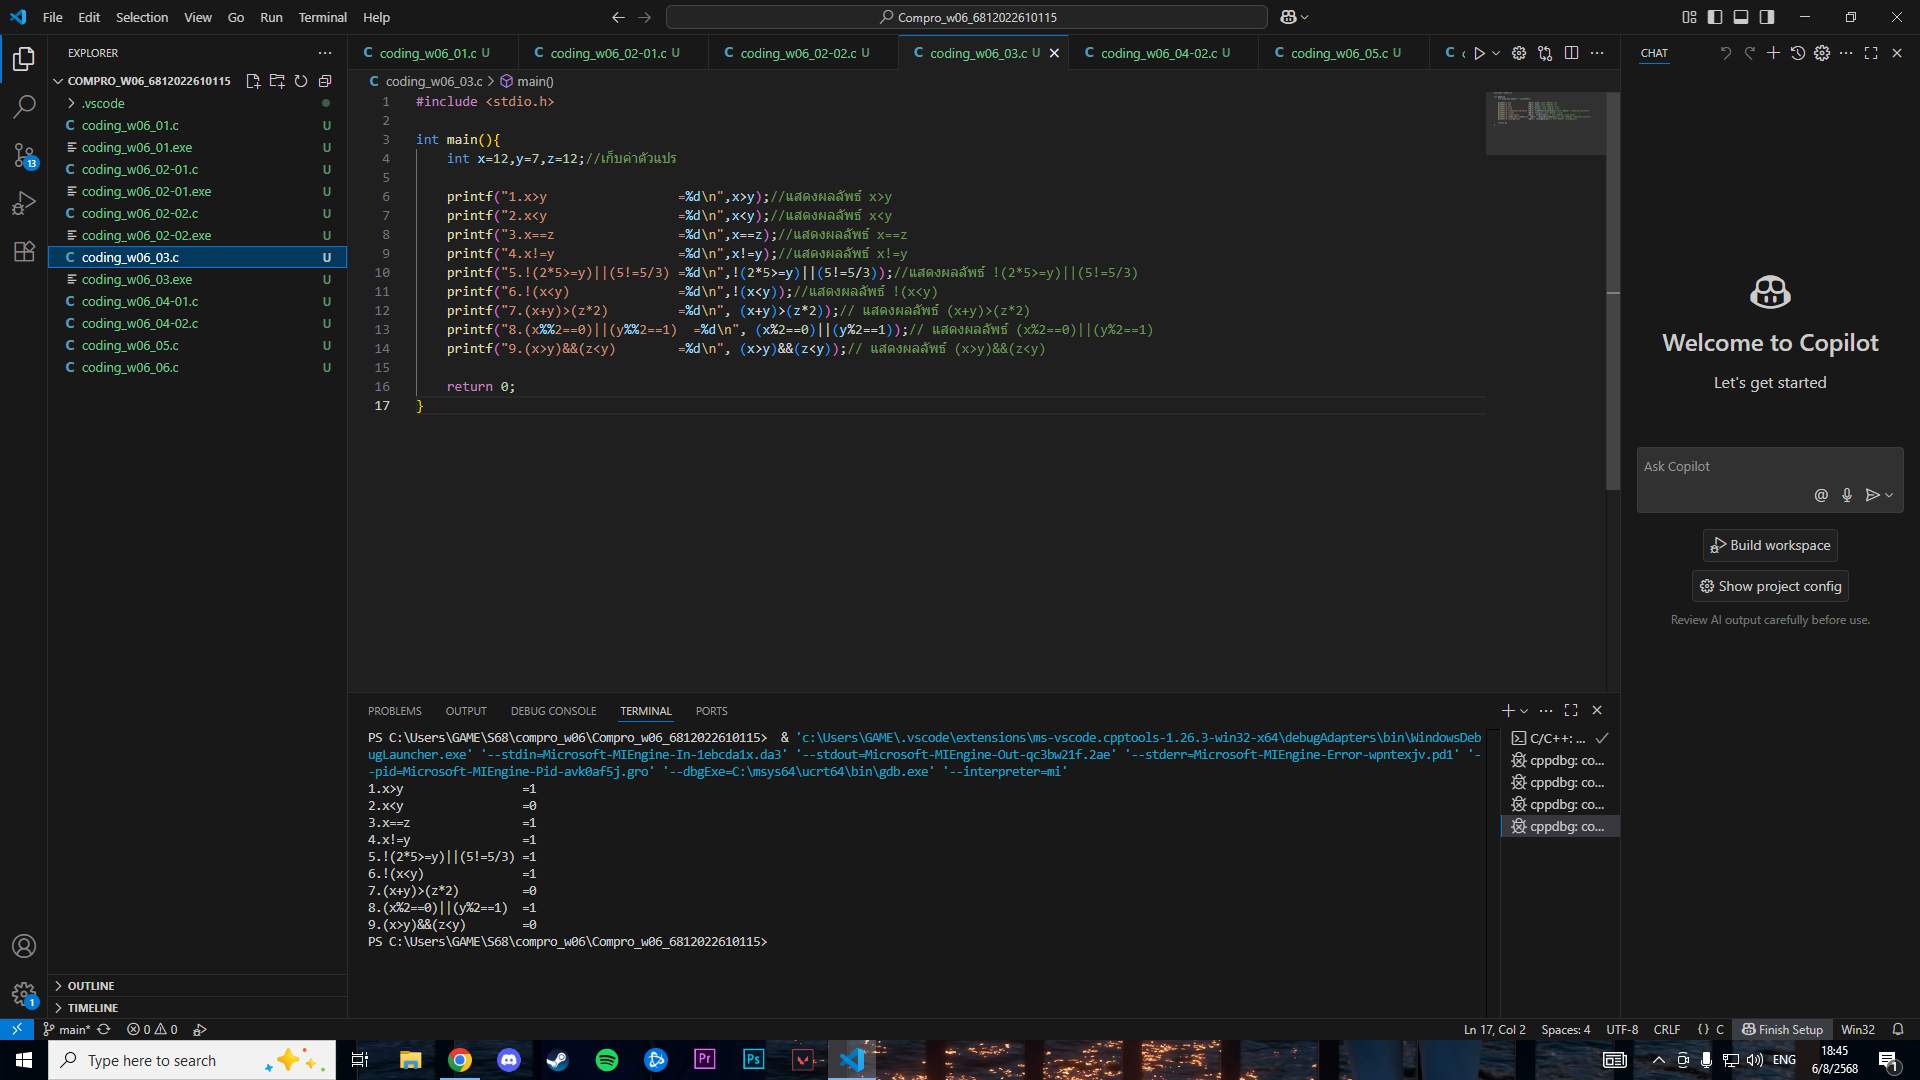 File Edit Selection View Go Run Terminal Help
Compro_w06_6812022610115
EXPLORER
COMPRO_W06_6812022610115
.vscode
coding_w06_01.c U
coding_w06_01.exe U
coding_w06_02-01.c U
coding_w06_02-01.exe U
coding_w06_02-02.c U
coding_w06_02-02.exe U
coding_w06_03.c U
coding_w06_03.exe U
coding_w06_04-01.c U
coding_w06_04-02.c U
coding_w06_05.c U
coding_w06_06.c U
OUTLINE
TIMELINE
coding_w06_01.c U coding_w06_02-01.c U coding_w06_02-02.c U coding_w06_03.c U coding_w06_04-02.c U coding_w06_05.c U
coding_w06_03.c > main()
1 #include <stdio.h>
2
3 int main(){
4 int x=12,y=7,z=12;//เก็บค่าตัวแปร
5
6 printf("1.x>y =%d\n",x>y);//แสดงผลลัพธ์ x>y
7 printf("2.x<y =%d\n",x<y);//แสดงผลลัพธ์ x<y
8 printf("3.x==z =%d\n",x==z);//แสดงผลลัพธ์ x==z
9 printf("4.x!=y =%d\n",x!=y);//แสดงผลลัพธ์ x!=y
10 printf("5.!(2*5>=y)||(5!=5/3) =%d\n",!(2*5>=y)||(5!=5/3));//แสดงผลลัพธ์ !(2*5>=y)||(5!=5/3)
11 printf("6.!(x<y) =%d\n",!(x<y));//แสดงผลลัพธ์ !(x<y)
12 printf("7.(x+y)>(z*2) =%d\n", (x+y)>(z*2));// แสดงผลลัพธ์ (x+y)>(z*2)
13 printf("8.(x%%2==0)||(y%%2==1) =%d\n", (x%2==0)||(y%2==1));// แสดงผลลัพธ์ (x%2==0)||(y%2==1)
14 printf("9.(x>y)&&(z<y) =%d\n", (x>y)&&(z<y));// แสดงผลลัพธ์ (x>y)&&(z<y)
15
16 return 0;
17 }
PROBLEMS OUTPUT DEBUG CONSOLE TERMINAL PORTS
PS C:\Users\GAME\S68\compro_w06\Compro_w06_6812022610115> & 'c:\Users\GAME\.vscode\extensions\ms-vscode.cpptools-1.26.3-win32-x64\debugAdapters\bin\WindowsDeb
ugLauncher.exe' '--stdin=Microsoft-MIEngine-In-1ebcda1x.da3' '--stdout=Microsoft-MIEngine-Out-qc3bw21f.2ae' '--stderr=Microsoft-MIEngine-Error-wpntexjv.pd1' '-
-pid=Microsoft-MIEngine-Pid-avk0af5j.gro' '--dbgExe=C:\msys64\ucrt64\bin\gdb.exe' '--interpreter=mi'
1.x>y =1
2.x<y =0
3.x==z =1
4.x!=y =1
5.!(2*5>=y)||(5!=5/3) =1
6.!(x<y) =1
7.(x+y)>(z*2) =0
8.(x%2==0)||(y%2==1) =1
9.(x>y)&&(z<y) =0
PS C:\Users\GAME\S68\compro_w06\Compro_w06_6812022610115>
C/C++: ...
cppdbg: co...
cppdbg: co...
cppdbg: co...
cppdbg: co...
CHAT
Welcome to Copilot
Let's get started
Ask Copilot
Build workspace
Show project config
Review AI output carefully before use.
13
1
main* 0 0 Ln 17, Col 2 Spaces: 4 UTF-8 CRLF {} C Finish Setup Win32
Type here to search
Pr
Ps
ENG
18:45
6/8/2568
1